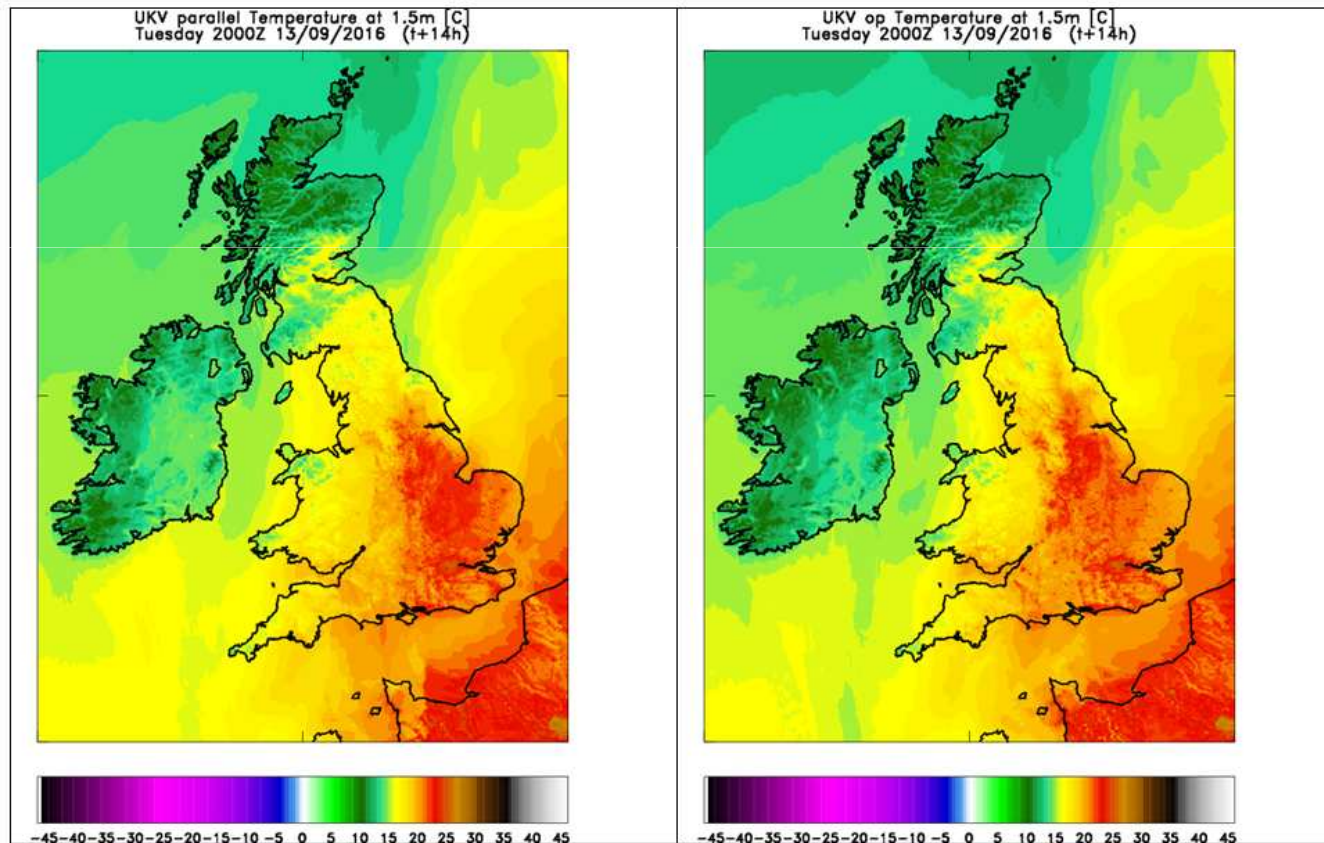 UKV parallel Temperature at 1.5m [C]
Tuesday 2000Z 13/09/2016 (t+14h)
-45-40-35-30-25-20-15-10 -5 0 5 10 15 20 25 30 35 40 45
UKV op Temperature at 1.5m [C]
Tuesday 2000Z 13/09/2016 (t+14h)
-45-40-35-30-25-20-15-10 -5 0 5 10 15 20 25 30 35 40 45